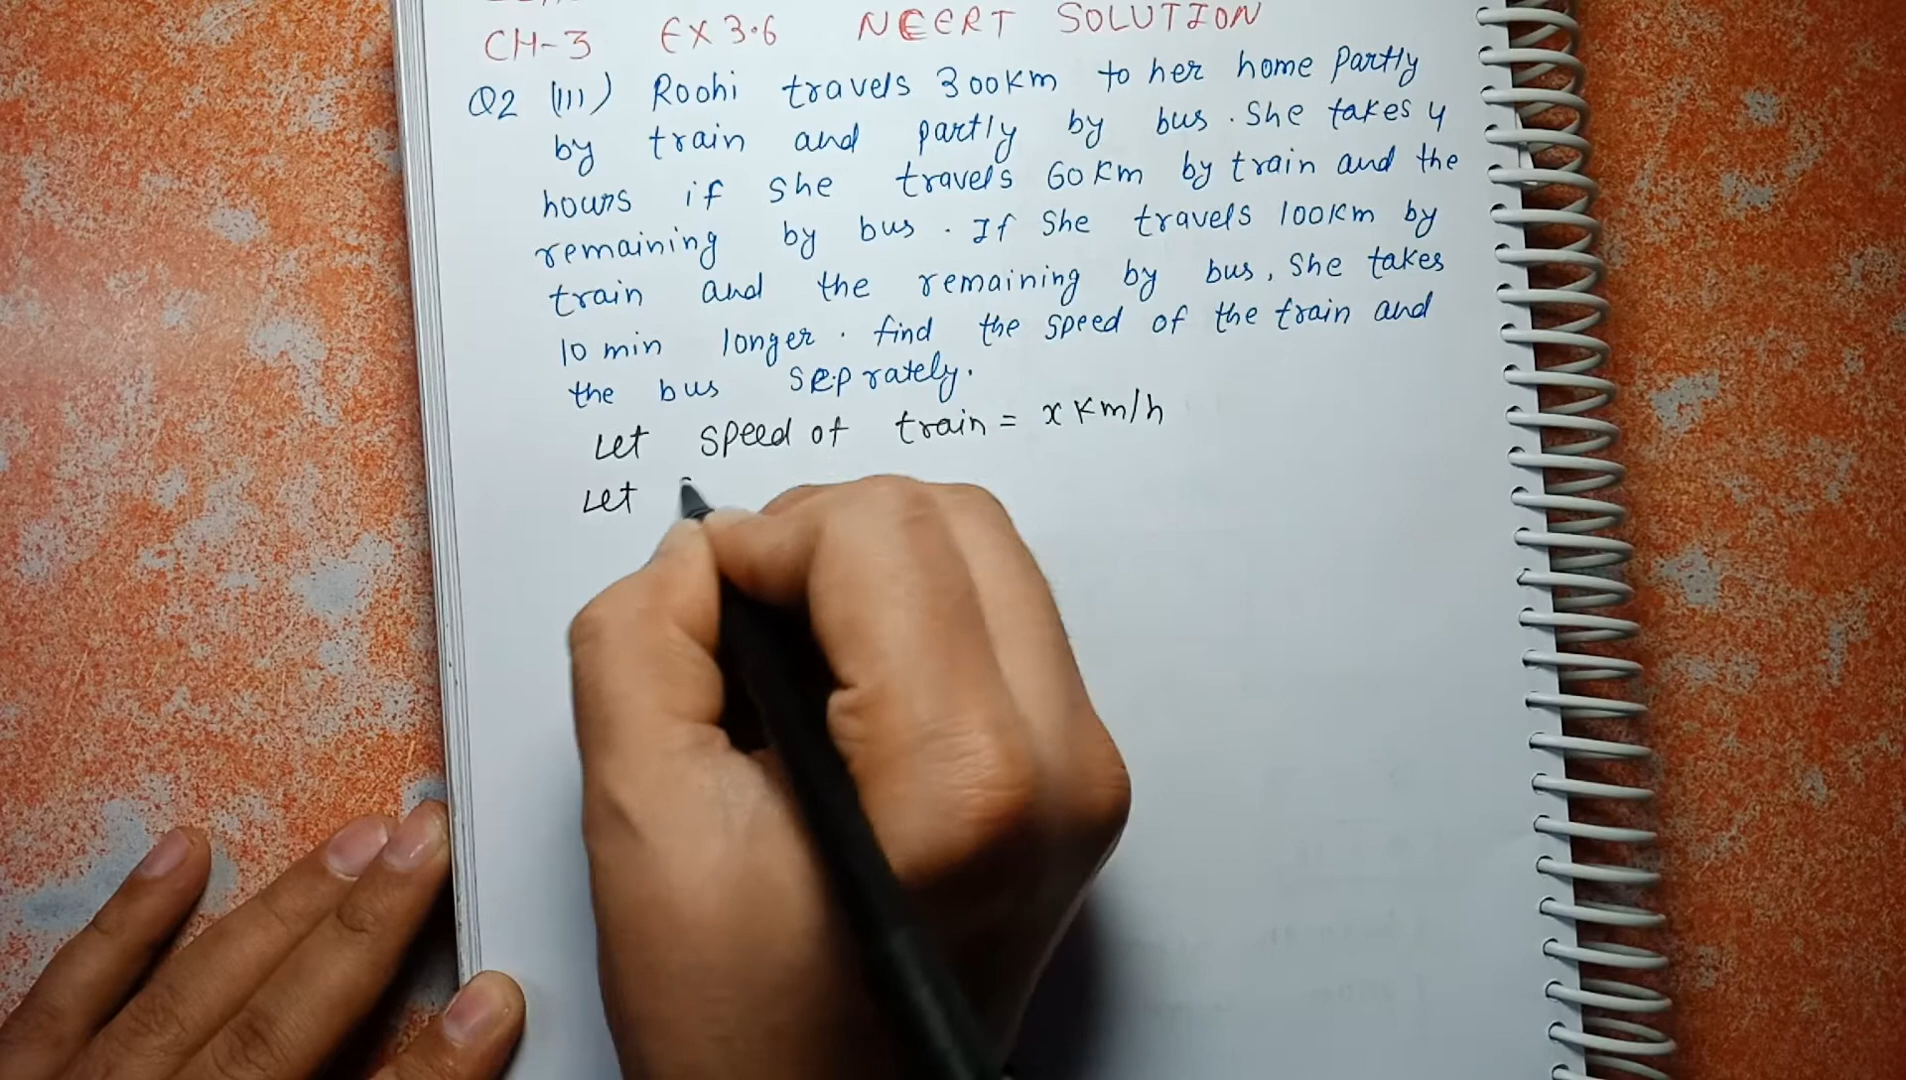 CH-3 EX 3.6 NCERT SOLUTION
Q2 (III) Roohi travels 300km to her home Partly
by train and partly by bus. She takes 4
hours if she travels 60km by train and the
remaining by bus. If She travels 100km by
train and the remaining by bus, She takes
10 min longer. find the speed of the train and
the bus seprately.
Let speed of train = x km/h
Let